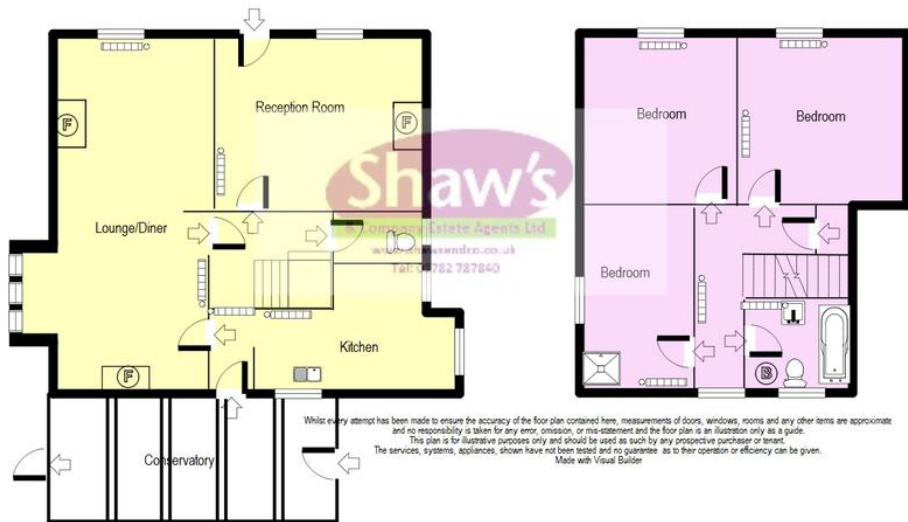 Reception Room
F
F
Lounge/Diner
Kitchen
F
Conservatory
Bedroom
Bedroom
Bedroom
B
Shaw's
& Company Estate Agents Ltd
www.shawsandco.co.uk
Tel: 01782 787840
Whilst every attempt has been made to ensure the accuracy of the floor plan contained here, measurements of doors, windows, rooms and any other items are approximate
and no responsibility is taken for any error, omission, or mis-statement and the floor plan is an illustration only as a guide.
This plan is for illustrative purposes only and should be used as such by any prospective purchaser or tenant.
The services, systems, appliances, shown have not been tested and no guarantee as to their operation or efficiency can be given.
Made with Visual Builder